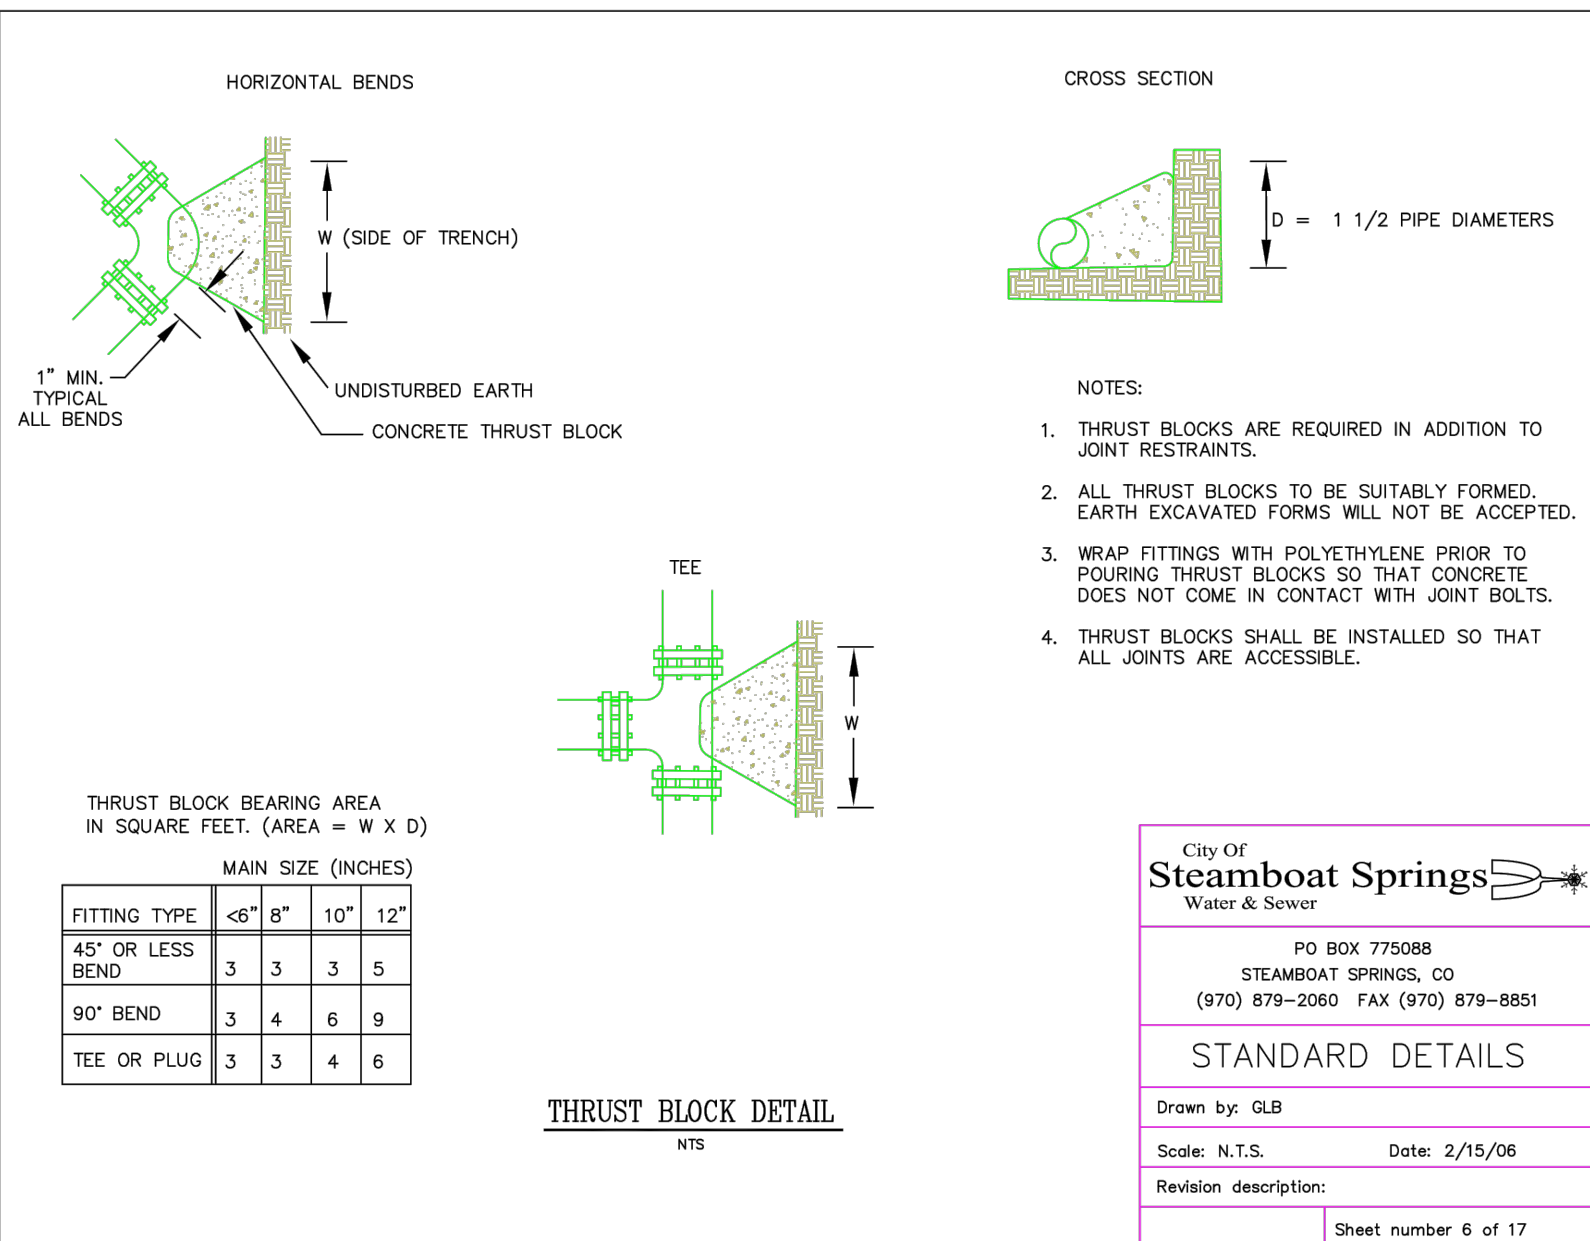 HORIZONTAL BENDS
W (SIDE OF TRENCH)
1” MIN.
TYPICAL
ALL BENDS
UNDISTURBED EARTH
CONCRETE THRUST BLOCK
CROSS SECTION
D = 1 1/2 PIPE DIAMETERS
NOTES:
1. THRUST BLOCKS ARE REQUIRED IN ADDITION TO
JOINT RESTRAINTS.
2. ALL THRUST BLOCKS TO BE SUITABLY FORMED.
EARTH EXCAVATED FORMS WILL NOT BE ACCEPTED.
3. WRAP FITTINGS WITH POLYETHYLENE PRIOR TO
POURING THRUST BLOCKS SO THAT CONCRETE
DOES NOT COME IN CONTACT WITH JOINT BOLTS.
4. THRUST BLOCKS SHALL BE INSTALLED SO THAT
ALL JOINTS ARE ACCESSIBLE.
TEE
W
THRUST BLOCK BEARING AREA
IN SQUARE FEET. (AREA = W X D)
MAIN SIZE (INCHES)
FITTING TYPE <6” 8” 10” 12”
45° OR LESS
BEND 3 3 3 5
90° BEND 3 4 6 9
TEE OR PLUG 3 3 4 6
THRUST BLOCK DETAIL
NTS
City Of
Steamboat Springs
Water & Sewer
PO BOX 775088
STEAMBOAT SPRINGS, CO
(970) 879-2060 FAX (970) 879-8851
STANDARD DETAILS
Drawn by: GLB
Scale: N.T.S. Date: 2/15/06
Revision description:
Sheet number 6 of 17